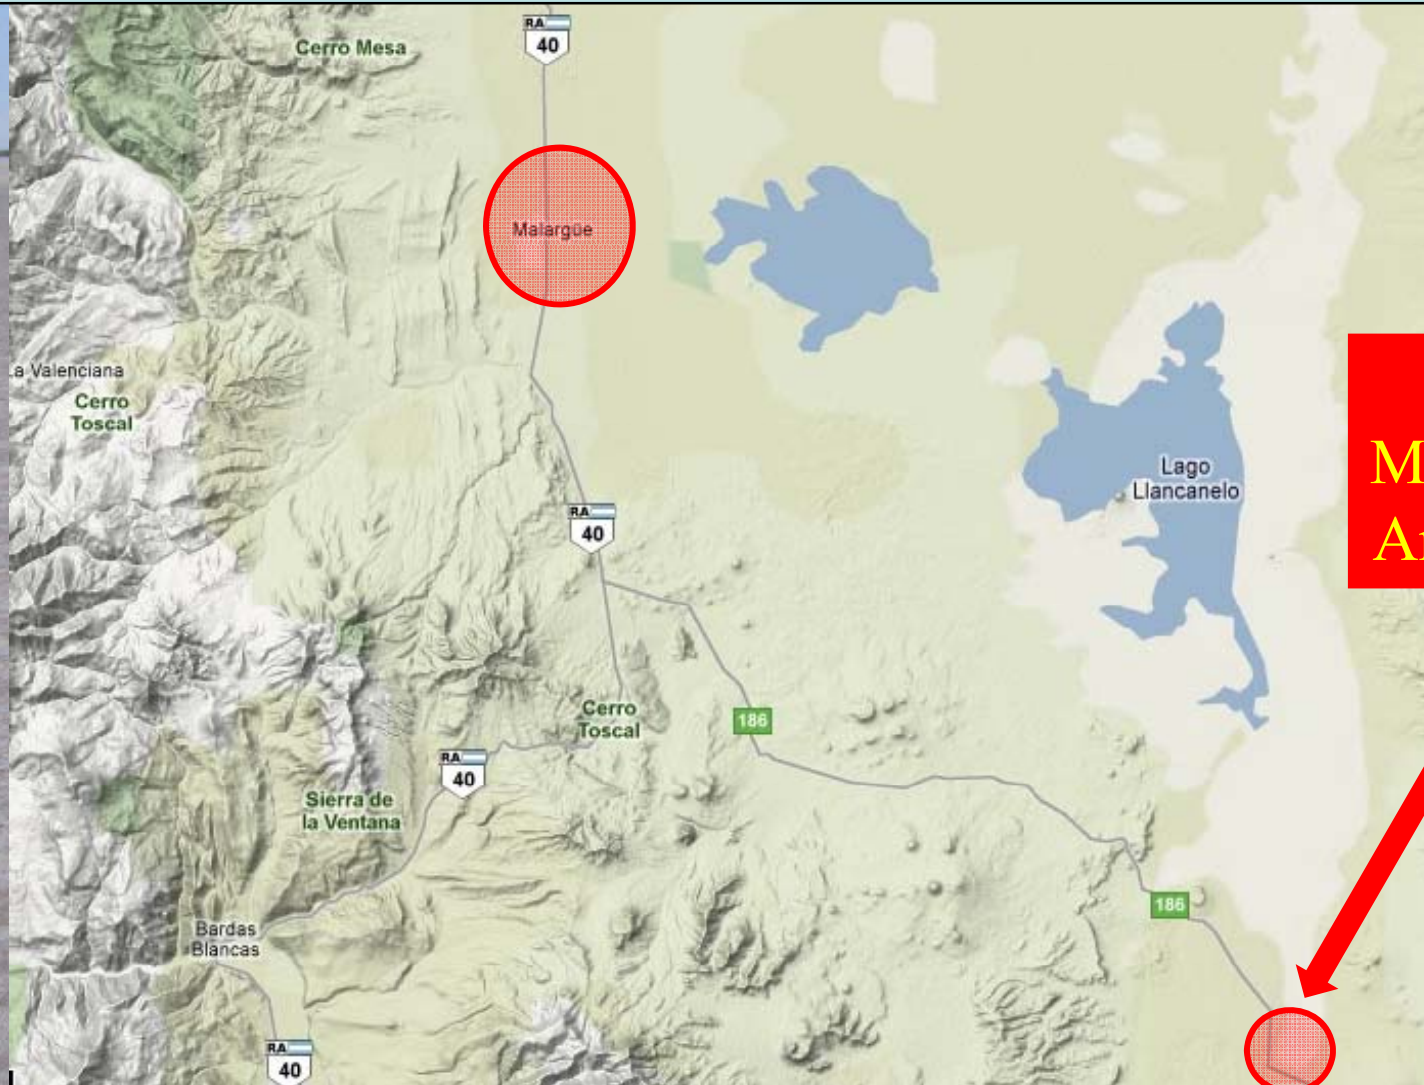 RA
40
Cerro Mesa
Malargüe
La Valenciana
Cerro
Toscal
Lago
Llancanelo
RA
40
Cerro
Toscal
186
RA
40
Sierra de
la Ventana
186
Bardas
Blancas
RA
40